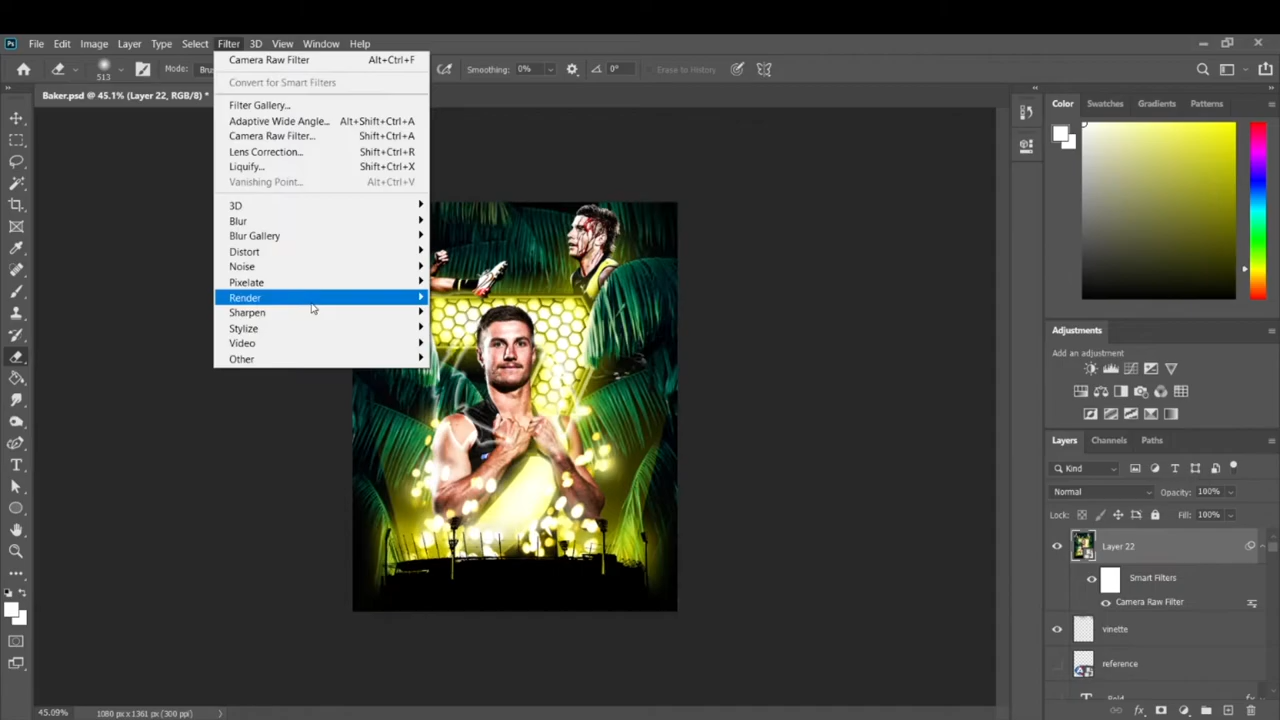 Ps File Edit Image Layer Type Select Filter 3D View Window Help
513 Mode: Smoothing: 0% 0° Erase to History
Baker.psd @ 45.1% (Layer 22, RGB/8) *
Camera Raw Filter Alt+Ctrl+F
Convert for Smart Filters
Filter Gallery...
Adaptive Wide Angle... Alt+Shift+Ctrl+A
Camera Raw Filter... Shift+Ctrl+A
Lens Correction... Shift+Ctrl+R
Liquify... Shift+Ctrl+X
Vanishing Point... Alt+Ctrl+V
3D
Blur
Blur Gallery
Distort
Noise
Pixelate
Render
Sharpen
Stylize
Video
Other
Color Swatches Gradients Patterns
Adjustments
Add an adjustment
Layers Channels Paths
Kind
Normal Opacity: 100%
Lock: Fill: 100%
Layer 22
Smart Filters
Camera Raw Filter
vinette
reference
45.09% 1080 px x 1361 px (300 ppi)